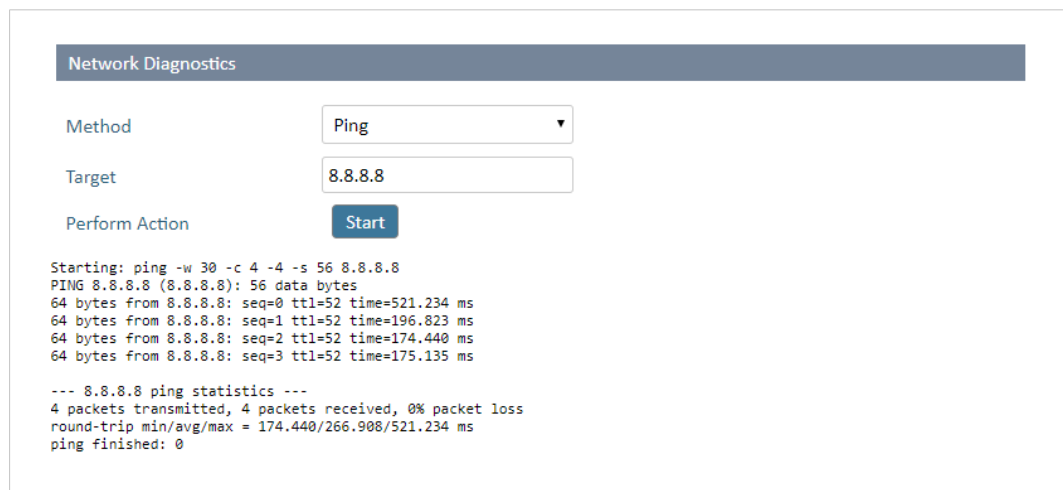 Network Diagnostics
Method Ping
Target 8.8.8.8
Perform Action Start
Starting: ping -w 30 -c 4 -4 -s 56 8.8.8.8
PING 8.8.8.8 (8.8.8.8): 56 data bytes
64 bytes from 8.8.8.8: seq=0 ttl=52 time=521.234 ms
64 bytes from 8.8.8.8: seq=1 ttl=52 time=196.823 ms
64 bytes from 8.8.8.8: seq=2 ttl=52 time=174.440 ms
64 bytes from 8.8.8.8: seq=3 ttl=52 time=175.135 ms
--- 8.8.8.8 ping statistics ---
4 packets transmitted, 4 packets received, 0% packet loss
round-trip min/avg/max = 174.440/266.908/521.234 ms
ping finished: 0